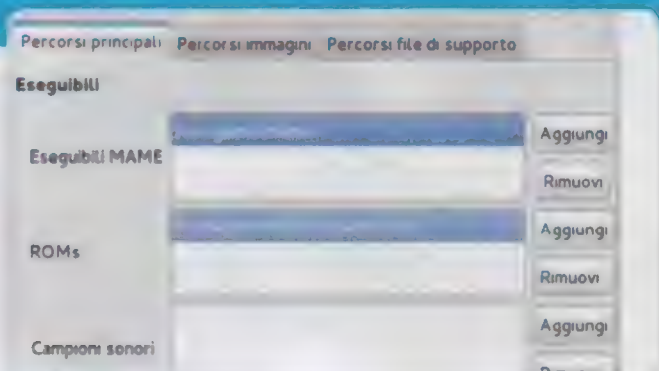 Percorsi principali Percorsi immagini Percorsi file di supporto
Eseguibili
Eseguibili MAME
Aggiungi
Rimuovi
ROMs
Aggiungi
Rimuovi
Campioni sonori
Aggiungi